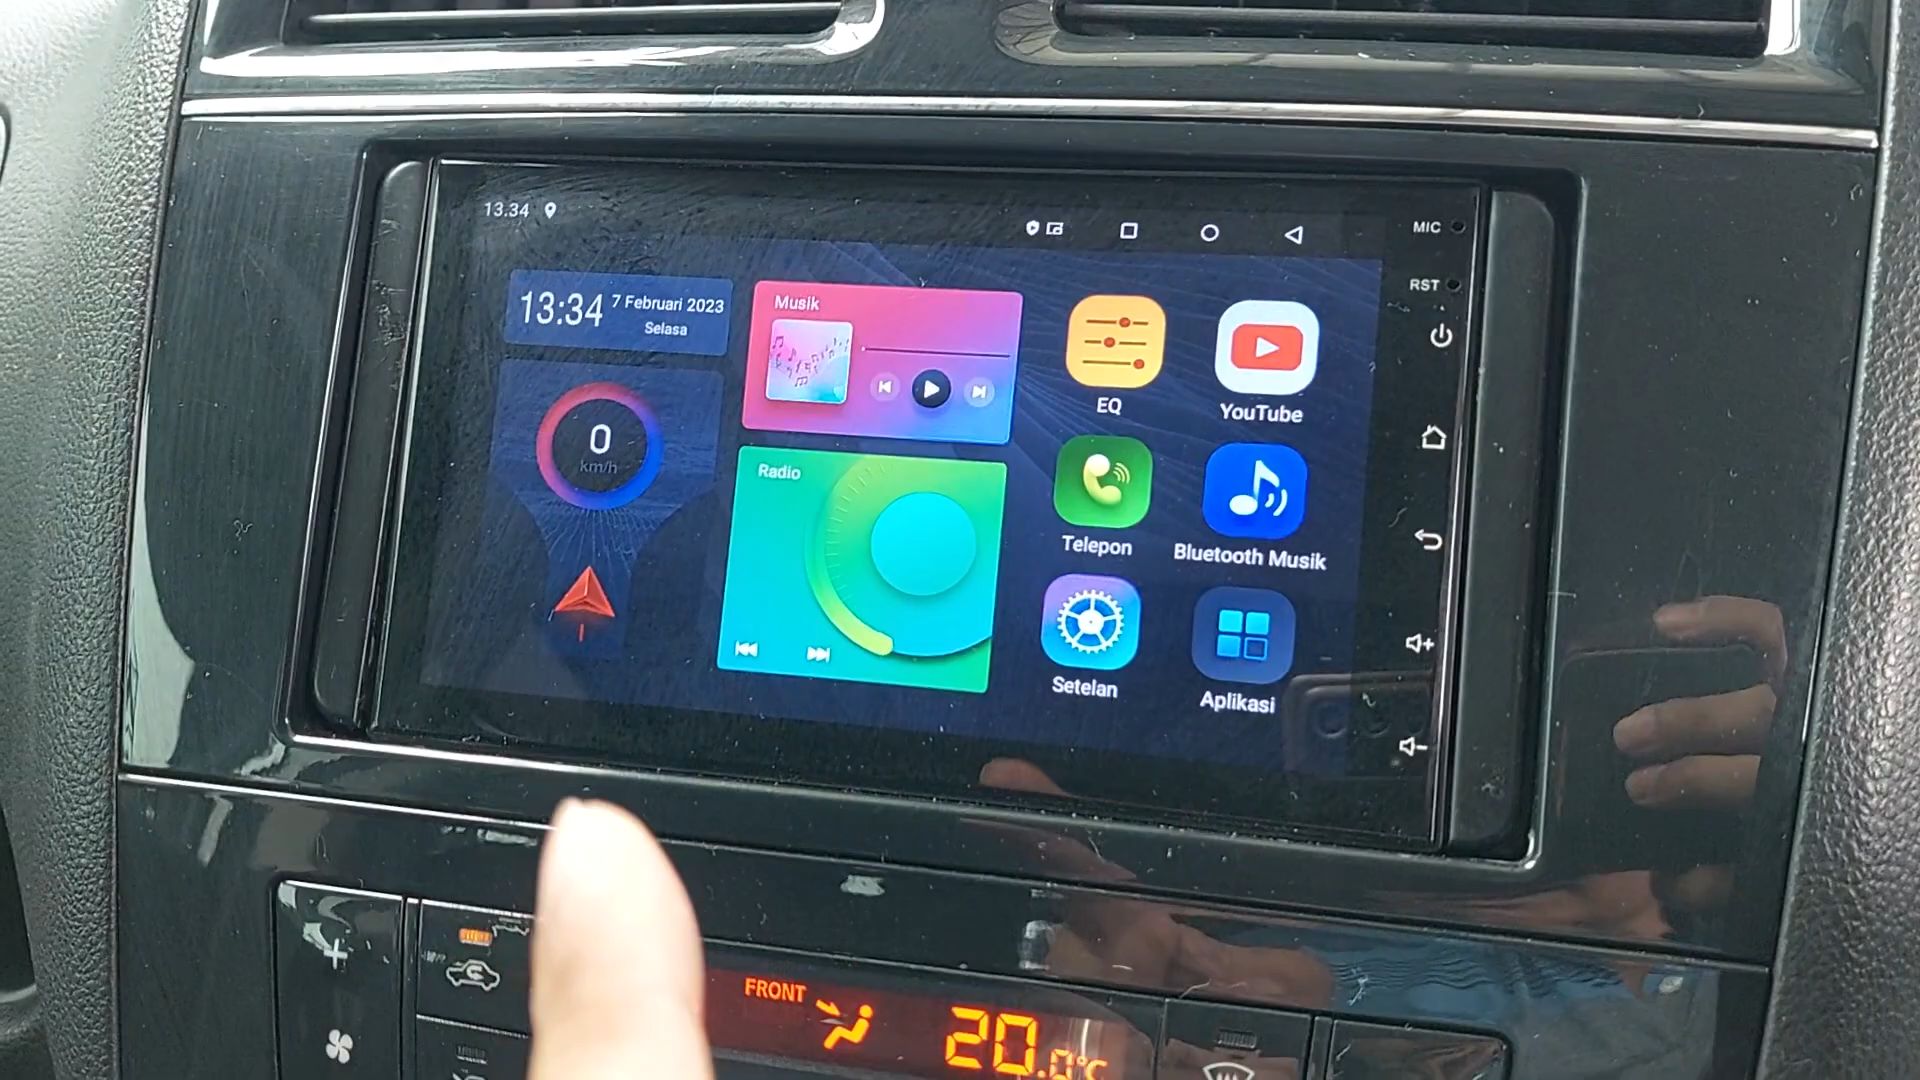 13.34
MIC
RST
13:34
7 Februari 2023
Selasa
Musik
EQ
YouTube
0
km/h
Radio
Telepon
Bluetooth Musik
Setelan
Aplikasi
FRONT
20.0°C